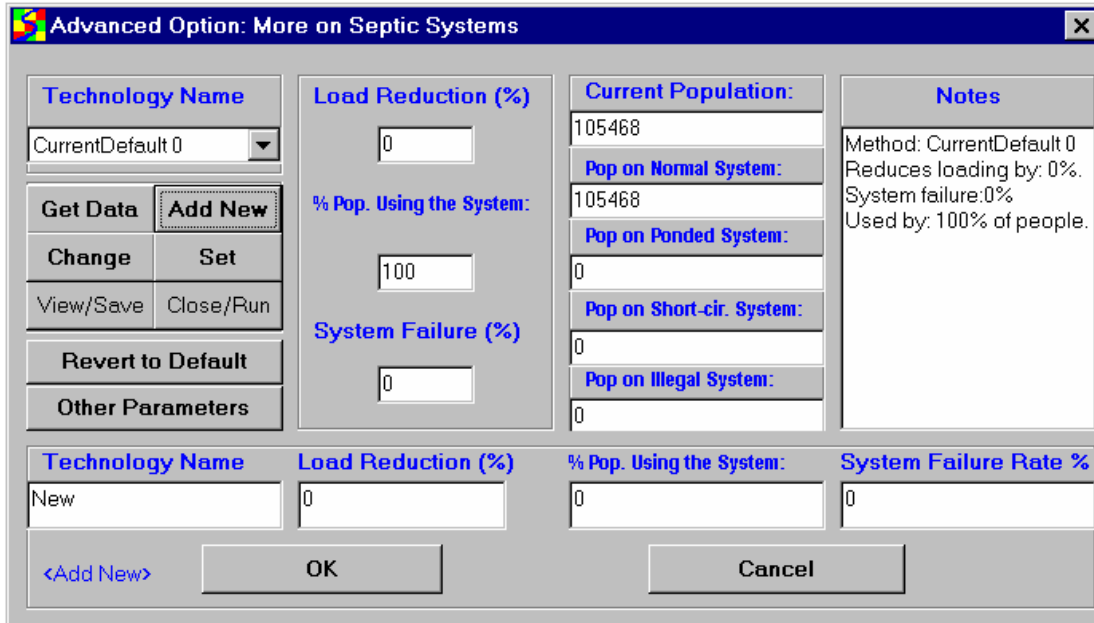 Advanced Option: More on Septic Systems
Technology Name
CurrentDefault 0
Get Data
Add New
Change
Set
View/Save
Close/Run
Revert to Default
Other Parameters
Load Reduction (%)
0
% Pop. Using the System:
100
System Failure (%)
0
Current Population:
105468
Pop on Normal System:
105468
Pop on Ponded System:
0
Pop on Short-cir. System:
0
Pop on Illegal System:
0
Notes
Method: CurrentDefault 0
Reduces loading by: 0%.
System failure:0%
Used by: 100% of people.
Technology Name
New
Load Reduction (%)
0
% Pop. Using the System:
0
System Failure Rate %
0
<Add New>
OK
Cancel